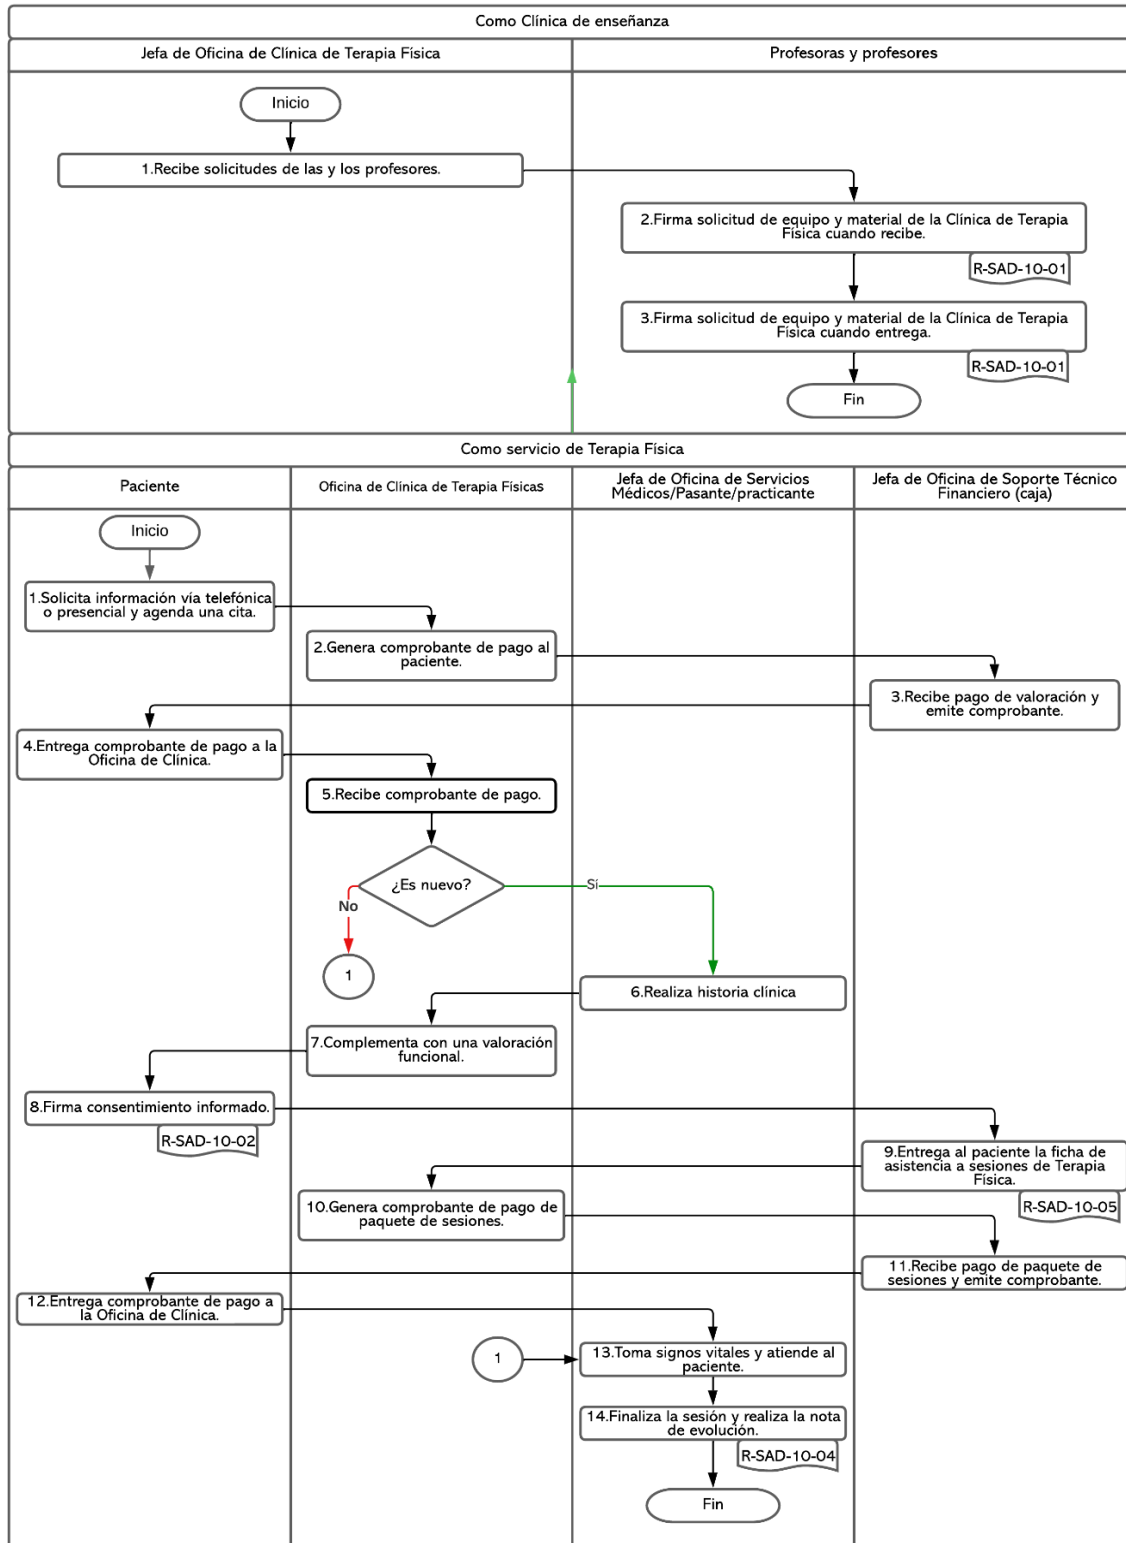 Como Clínica de enseñanza
Jefa de Oficina de Clínica de Terapia Física
Profesoras y profesores
Inicio
1.Recibe solicitudes de las y los profesores.
2.Firma solicitud de equipo y material de la Clínica de Terapia
Física cuando recibe.
R-SAD-10-01
3.Firma solicitud de equipo y material de la Clínica de Terapia
Física cuando entrega.
R-SAD-10-01
Fin
Como servicio de Terapia Física
Paciente
Oficina de Clínica de Terapia Físicas
Jefa de Oficina de Servicios
Médicos/Pasante/practicante
Jefa de Oficina de Soporte Técnico
Financiero (caja)
Inicio
1.Solicita información vía telefónica
o presencial y agenda una cita.
2.Genera comprobante de pago al
paciente.
3.Recibe pago de valoración y
emite comprobante.
4.Entrega comprobante de pago a la
Oficina de Clínica.
5.Recibe comprobante de pago.
¿Es nuevo?
Sí
No
1
6.Realiza historia clínica
7.Complementa con una valoración
funcional.
8.Firma consentimiento informado.
R-SAD-10-02
9.Entrega al paciente la ficha de
asistencia a sesiones de Terapia
Física.
R-SAD-10-05
10.Genera comprobante de pago de
paquete de sesiones.
11.Recibe pago de paquete de
sesiones y emite comprobante.
12.Entrega comprobante de pago a
la Oficina de Clínica.
1
13.Toma signos vitales y atiende al
paciente.
14.Finaliza la sesión y realiza la nota
de evolución.
R-SAD-10-04
Fin